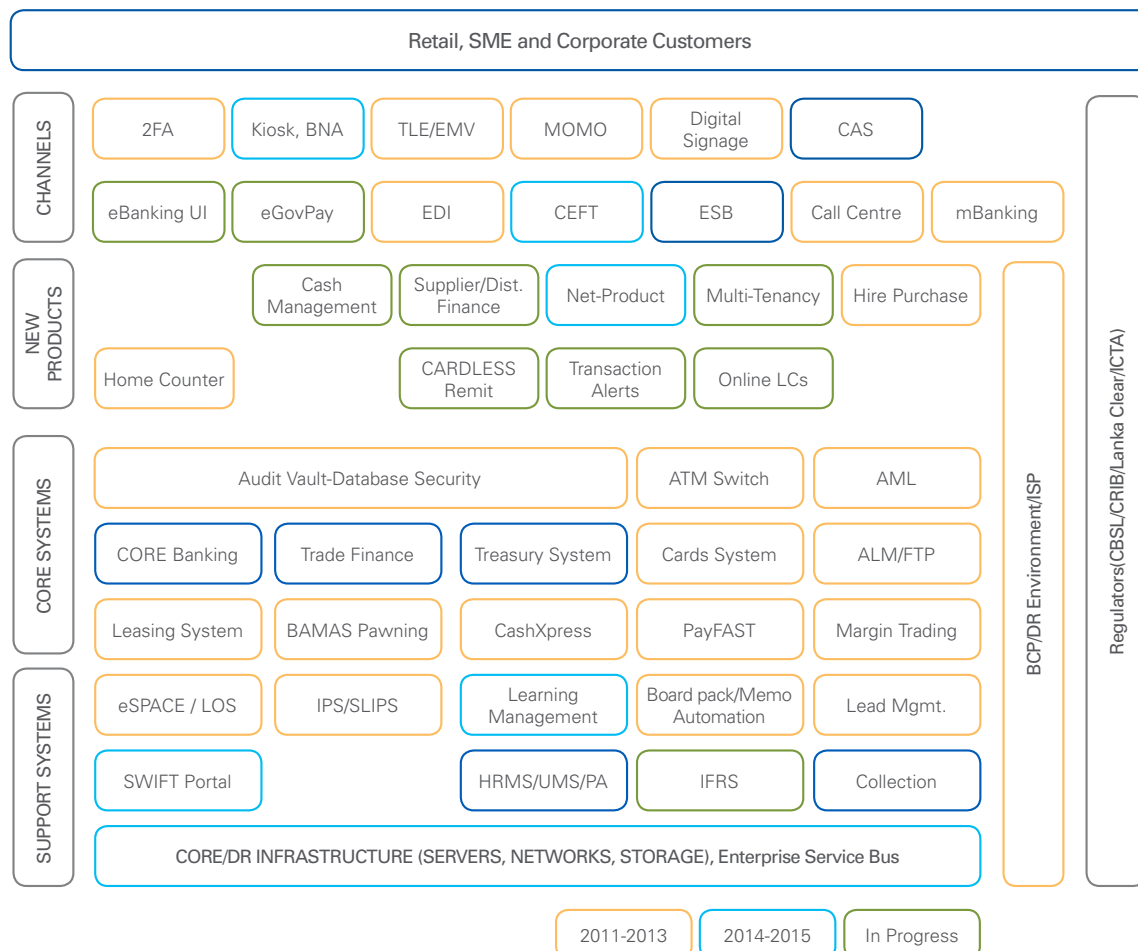 Retail, SME and Corporate Customers
CHANNELS
2FA
Kiosk, BNA
TLE/EMV
MOMO
Digital
Signage
CAS
eBanking UI
eGovPay
EDI
CEFT
ESB
Call Centre
mBanking
NEW
PRODUCTS
Cash
Management
Supplier/Dist.
Finance
Net-Product
Multi-Tenancy
Hire Purchase
Home Counter
CARDLESS
Remit
Transaction
Alerts
Online LCs
CORE SYSTEMS
Audit Vault-Database Security
ATM Switch
AML
CORE Banking
Trade Finance
Treasury System
Cards System
ALM/FTP
Leasing System
BAMAS Pawning
CashXpress
PayFAST
Margin Trading
SUPPORT SYSTEMS
eSPACE / LOS
IPS/SLIPS
Learning
Management
Board pack/Memo
Automation
Lead Mgmt.
SWIFT Portal
HRMS/UMS/PA
IFRS
Collection
CORE/DR INFRASTRUCTURE (SERVERS, NETWORKS, STORAGE), Enterprise Service Bus
BCP/DR Environment/ISP
Regulators(CBSL/CRIB/Lanka Clear/ICTA)
2011-2013
2014-2015
In Progress